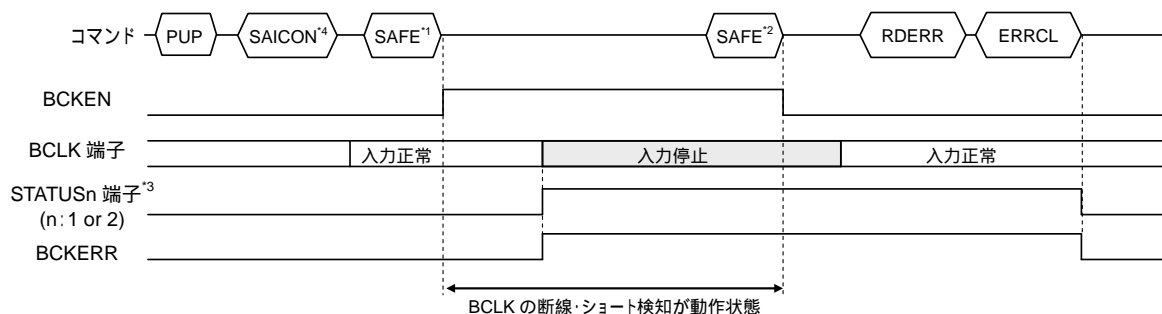 コマンド PUP SAICON*4 SAFE*1 SAFE*2 RDERR ERRCL
BCKEN
BCLK 端子 入力正常 入力停止 入力正常
STATUSn 端子*3
(n:1 or 2)
BCKERR
BCLK の断線・ショート検知が動作状態